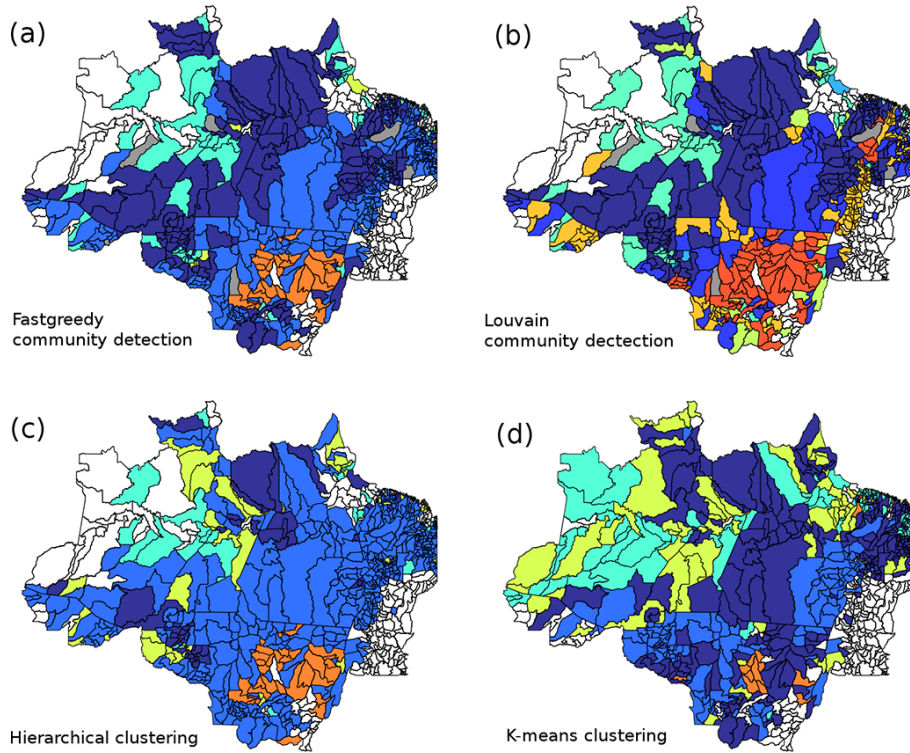 (a)
(b)
Fastgreedy
community detection
Louvain
community dectection
(c)
(d)
Hierarchical clustering
K-means clustering